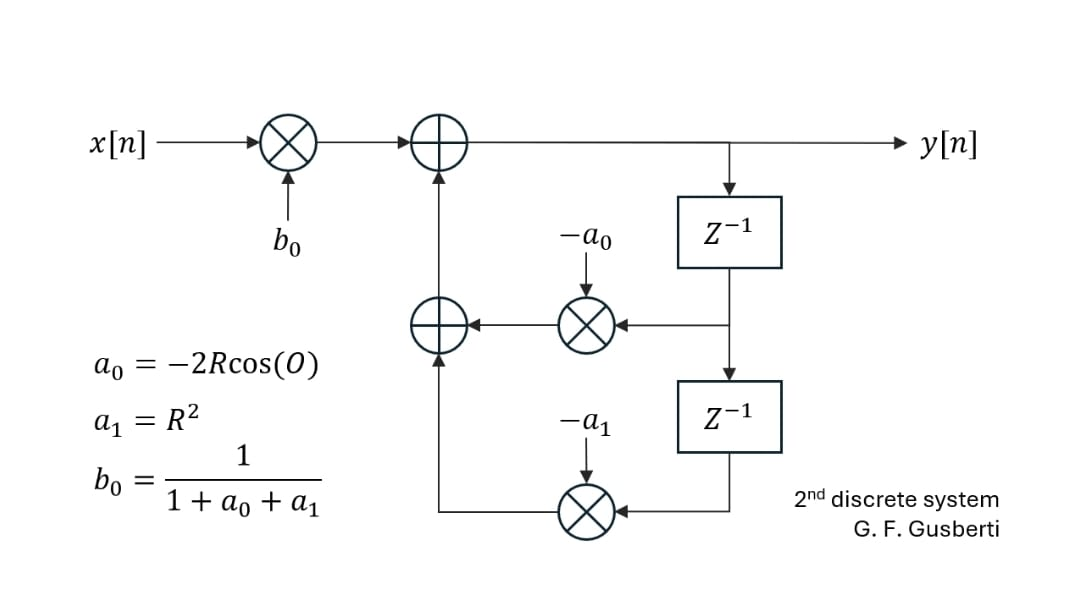 x[n]
y[n]
b₀
−a₀
Z⁻¹
a₀ = −2Rcos(O)
a₁ = R²
−a₁
Z⁻¹
b₀ = 1 / (1 + a₀ + a₁)
2ⁿᵈ discrete system
G. F. Gusberti